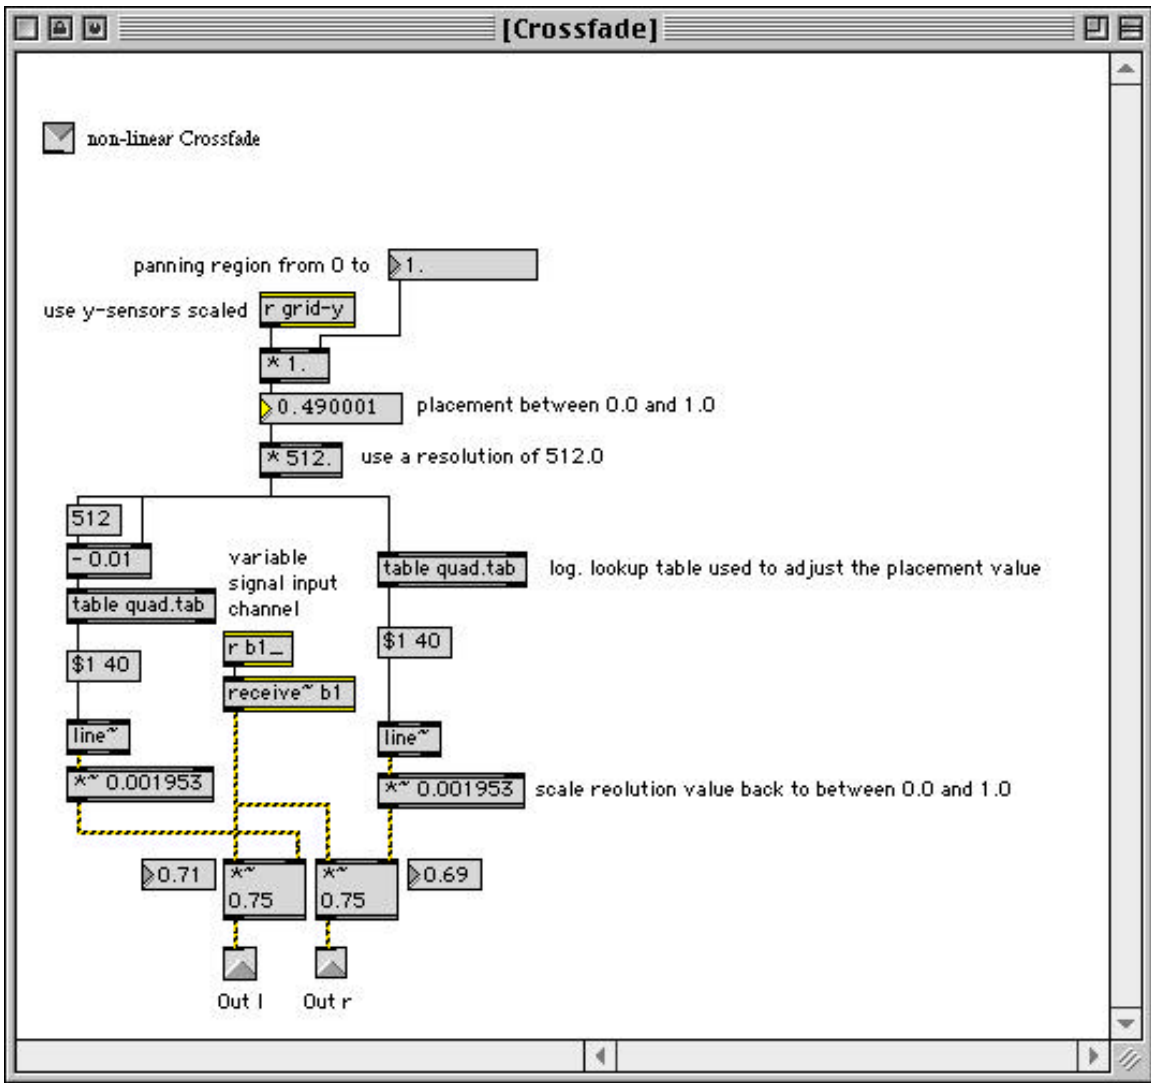 [Crossfade]
non-linear Crossfade
panning region from 0 to
1.
use y-sensors scaled
r grid-y
* 1.
0.490001
placement between 0.0 and 1.0
* 512.
use a resolution of 512.0
512
- 0.01
variable
signal input
channel
table quad.tab
log. lookup table used to adjust the placement value
table quad.tab
r b1_
$1 40
$1 40
receive~ b1
line~
line~
*~ 0.001953
*~ 0.001953
scale reolution value back to between 0.0 and 1.0
0.71
*~
0.75
*~
0.75
0.69
Out l
Out r